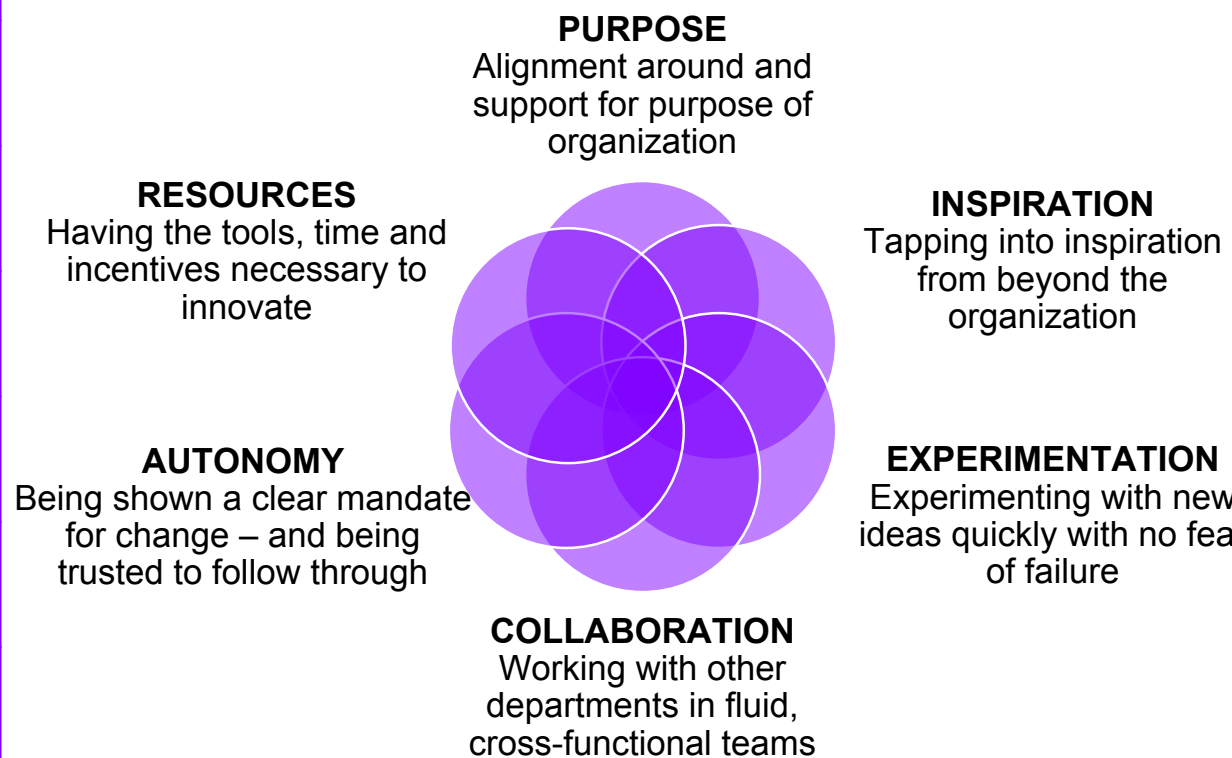 PURPOSE
Alignment around and
support for purpose of
organization
RESOURCES
Having the tools, time and
incentives necessary to
innovate
INSPIRATION
Tapping into inspiration
from beyond the
organization
AUTONOMY
Being shown a clear mandate
for change – and being
trusted to follow through
EXPERIMENTATION
Experimenting with new
ideas quickly with no fea
of failure
COLLABORATION
Working with other
departments in fluid,
cross-functional teams